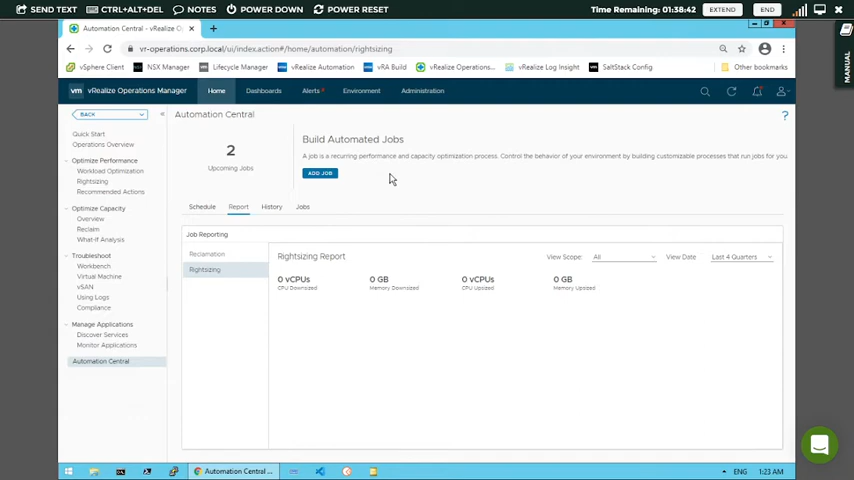 SEND TEXT
CTRL+ALT+DEL
NOTES
POWER DOWN
POWER RESET
Time Remaining: 01:38:42
EXTEND
END
MANUAL
Automation Central - vRealize O
vr-operations.corp.local/ui/index.action#/home/automation/rightsizing
vSphere Client
NSX Manager
Lifecycle Manager
vRealize Automation
vRA Build
vRealize Operations...
vRealize Log Insight
SaltStack Config
Other bookmarks
vm
vRealize Operations Manager
Home
Dashboards
Alerts
Environment
Administration
BACK
Automation Central
?
Quick Start
Operations Overview
Optimize Performance
Workload Optimization
Rightsizing
Recommended Actions
Optimize Capacity
Overview
Reclaim
What-If Analysis
Troubleshoot
Workbench
Virtual Machine
vSAN
Using Logs
Compliance
Manage Applications
Discover Services
Monitor Applications
Automation Central
2
Upcoming Jobs
Build Automated Jobs
A job is a recurring performance and capacity optimization process. Control the behavior of your environment by building customizable processes that run jobs for you
ADD JOB
Schedule
Report
History
Jobs
Job Reporting
Reclamation
Rightsizing
Rightsizing Report
View Scope:
All
View Date:
Last 4 Quarters
0 vCPUs
CPU Downsized
0 GB
Memory Downsized
0 vCPUs
CPU Upsized
0 GB
Memory Upsized
Automation Central ...
ENG
1:23 AM